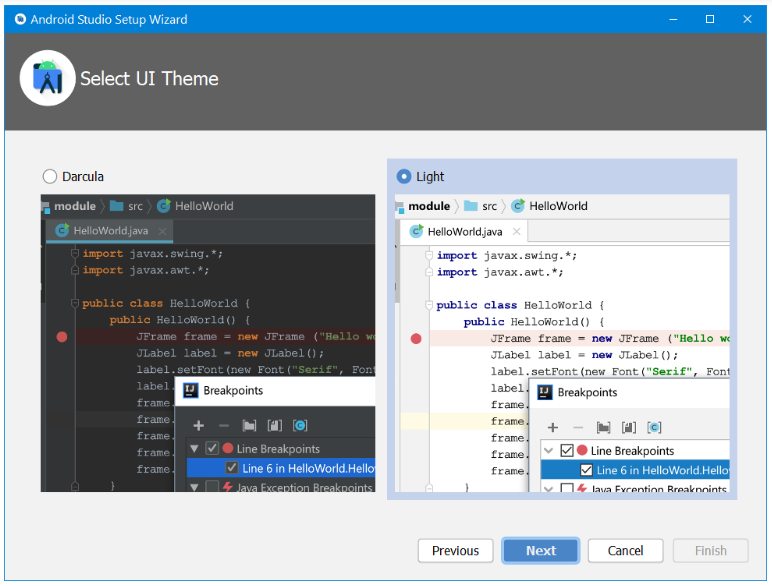 Android Studio Setup Wizard
Select UI Theme
Darcula
module src HelloWorld
HelloWorld.java
import javax.swing.*;
import javax.awt.*;
public class HelloWorld {
public HelloWorld() {
JFrame frame = new JFrame ("Hello wo
JLabel label = new JLabel();
label.setFont(new Font("Serif", Font
label.
frame.
frame.
frame.
frame.
frame.
}
Breakpoints
Line Breakpoints
Line 6 in HelloWorld.Hello
Java Exception Breakpoints
Light
module src HelloWorld
HelloWorld.java
import javax.swing.*;
import javax.awt.*;
public class HelloWorld {
public HelloWorld() {
JFrame frame = new JFrame ("Hello wo
JLabel label = new JLabel();
label.setFont(new Font("Serif", Font
label.
frame.
frame.
frame.
frame.
frame.
}
Breakpoints
Line Breakpoints
Line 6 in HelloWorld.Hello
Java Exception Breakpoints
Previous
Next
Cancel
Finish